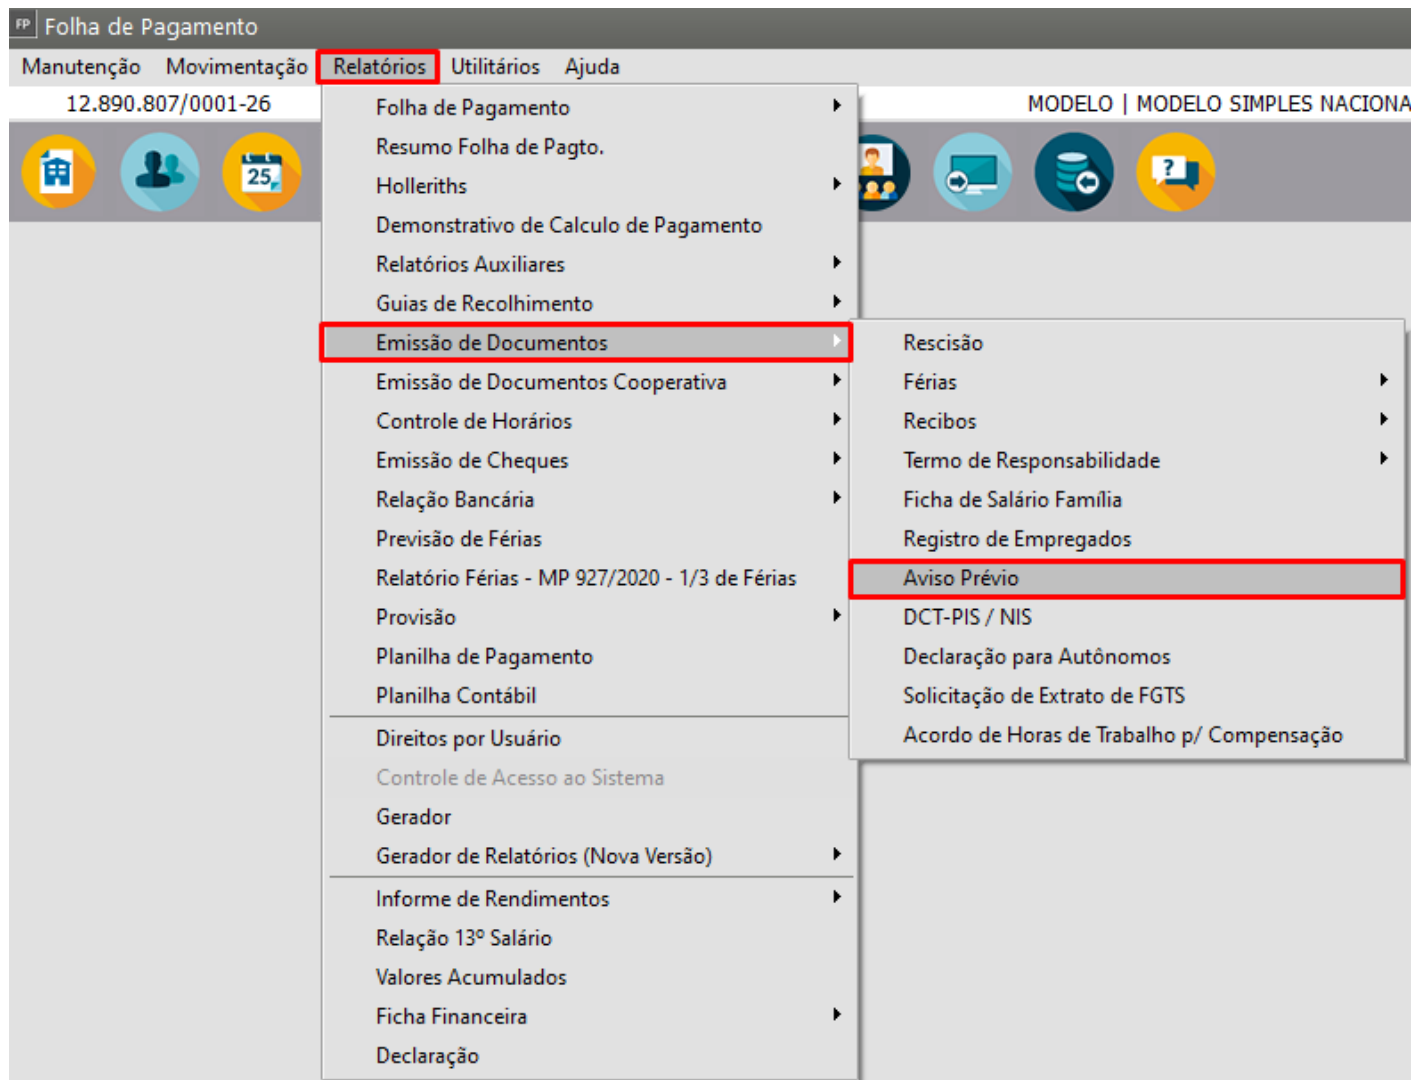 FP Folha de Pagamento
Manutenção Movimentação Relatórios Utilitários Ajuda
12.890.807/0001-26
MODELO | MODELO SIMPLES NACIONA
25
?
Folha de Pagamento
Resumo Folha de Pagto.
Holleriths
Demonstrativo de Calculo de Pagamento
Relatórios Auxiliares
Guias de Recolhimento
Emissão de Documentos
Emissão de Documentos Cooperativa
Controle de Horários
Emissão de Cheques
Relação Bancária
Previsão de Férias
Relatório Férias - MP 927/2020 - 1/3 de Férias
Provisão
Planilha de Pagamento
Planilha Contábil
Direitos por Usuário
Controle de Acesso ao Sistema
Gerador
Gerador de Relatórios (Nova Versão)
Informe de Rendimentos
Relação 13º Salário
Valores Acumulados
Ficha Financeira
Declaração
Rescisão
Férias
Recibos
Termo de Responsabilidade
Ficha de Salário Família
Registro de Empregados
Aviso Prévio
DCT-PIS / NIS
Declaração para Autônomos
Solicitação de Extrato de FGTS
Acordo de Horas de Trabalho p/ Compensação